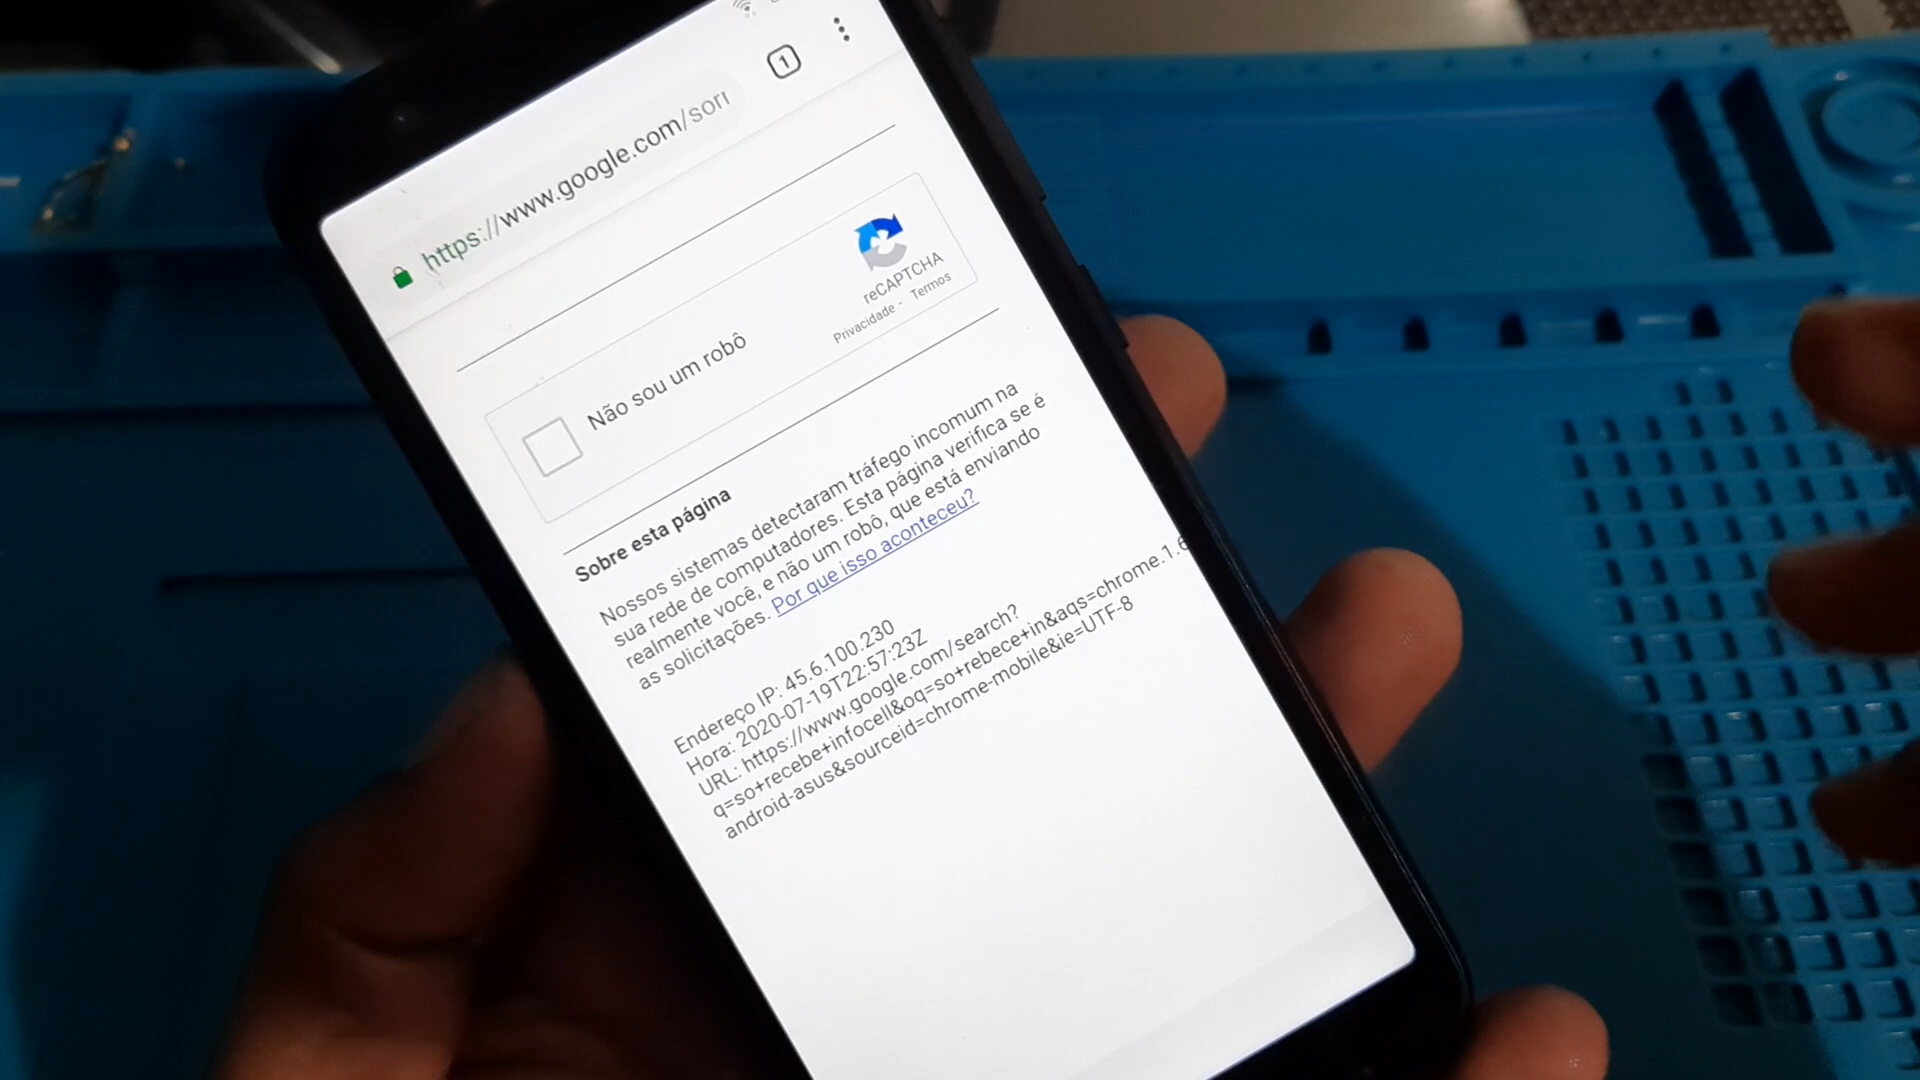 1
https://www.google.com/sorr
Não sou um robô
reCAPTCHA
Privacidade - Termos
Sobre esta página
Nossos sistemas detectaram tráfego incomum na
sua rede de computadores. Esta página verifica se é
realmente você, e não um robô, que está enviando
as solicitações. Por que isso aconteceu?
Endereço IP: 45.6.100.230
Hora: 2020-07-19T22:57:23Z
URL: https://www.google.com/search?
q=so+recebe+infocell&oq=so+rebece+in&aqs=chrome.1.6
android-asus&sourceid=chrome-mobile&ie=UTF-8